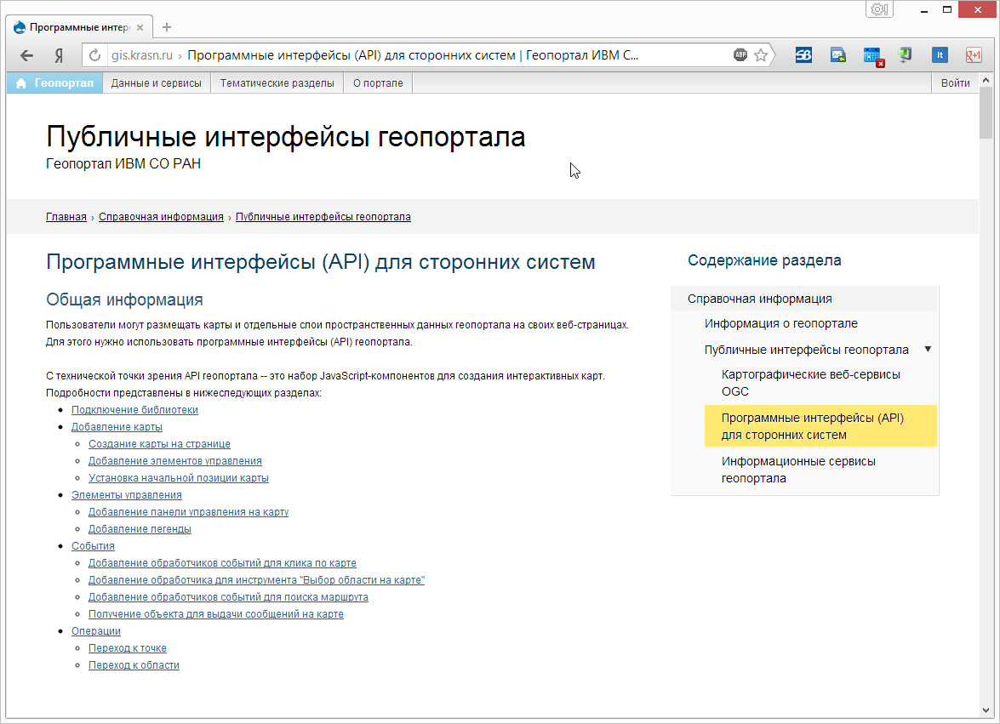 Программные интер
gis.krasn.ru › Программные интерфейсы (API) для сторонних систем | Геопортал ИВМ С...
ABP
Геопортал
Данные и сервисы
Тематические разделы
О портале
Войти
Публичные интерфейсы геопортала
Геопортал ИВМ СО РАН
Главная › Справочная информация › Публичные интерфейсы геопортала
Программные интерфейсы (API) для сторонних систем
Общая информация
Пользователи могут размещать карты и отдельные слои пространственных данных геопортала на своих веб-страницах.
Для этого нужно использовать программные интерфейсы (API) геопортала.
С технической точки зрения API геопортала -- это набор JavaScript-компонентов для создания интерактивных карт.
Подробности представлены в нижеследующих разделах:
Подключение библиотеки
Добавление карты
Создание карты на странице
Добавление элементов управления
Установка начальной позиции карты
Элементы управления
Добавление панели управления на карту
Добавление легенды
События
Добавление обработчиков событий для клика по карте
Добавление обработчика для инструмента "Выбор области на карте"
Добавление обработчиков событий для поиска маршрута
Получение объекта для выдачи сообщений на карте
Операции
Переход к точке
Переход к области
Содержание раздела
Справочная информация
Информация о геопортале
Публичные интерфейсы геопортала
Картографические веб-сервисы
OGC
Программные интерфейсы (API)
для сторонних систем
Информационные сервисы
геопортала